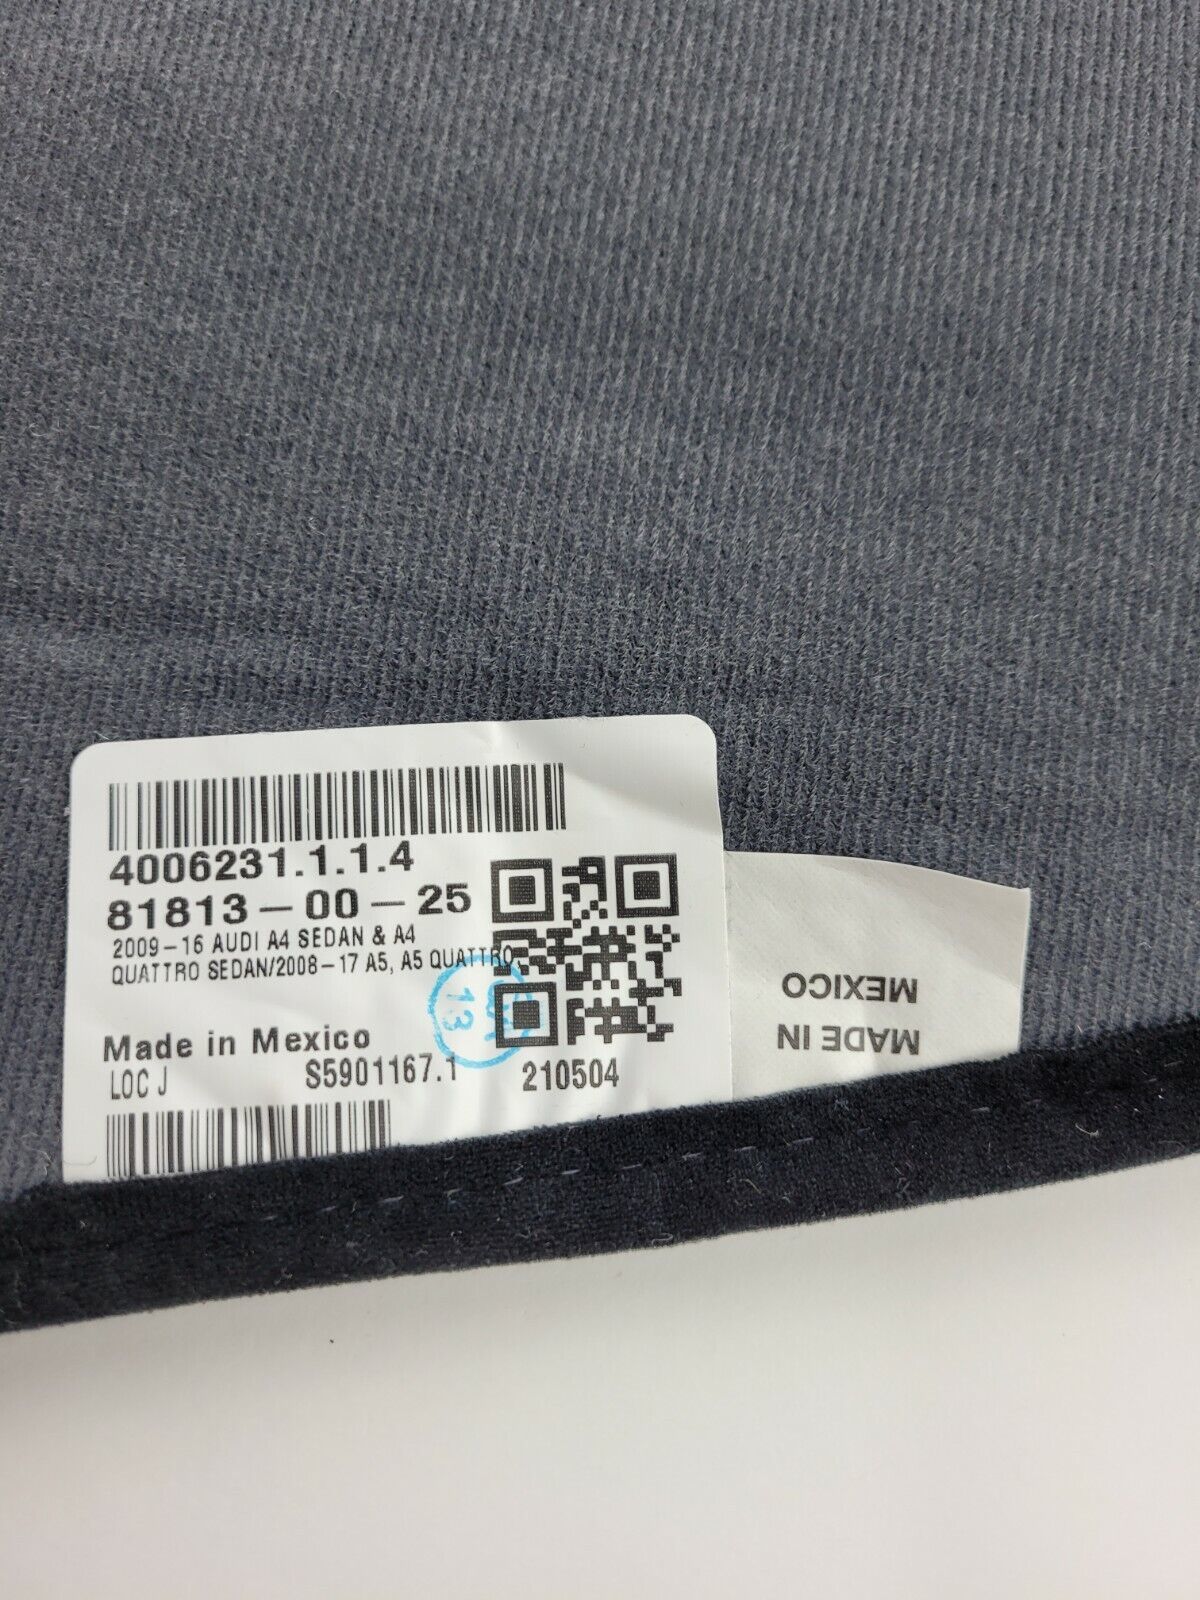 4006231.1.1.4
81813-00-25
2009-16 AUDI A4 SEDAN & A4
QUATTRO SEDAN/2008-17 A5, A5 QUATTRO,
Made in Mexico
LOC J S5901167.1 210504
13
MADE IN
MEXICO